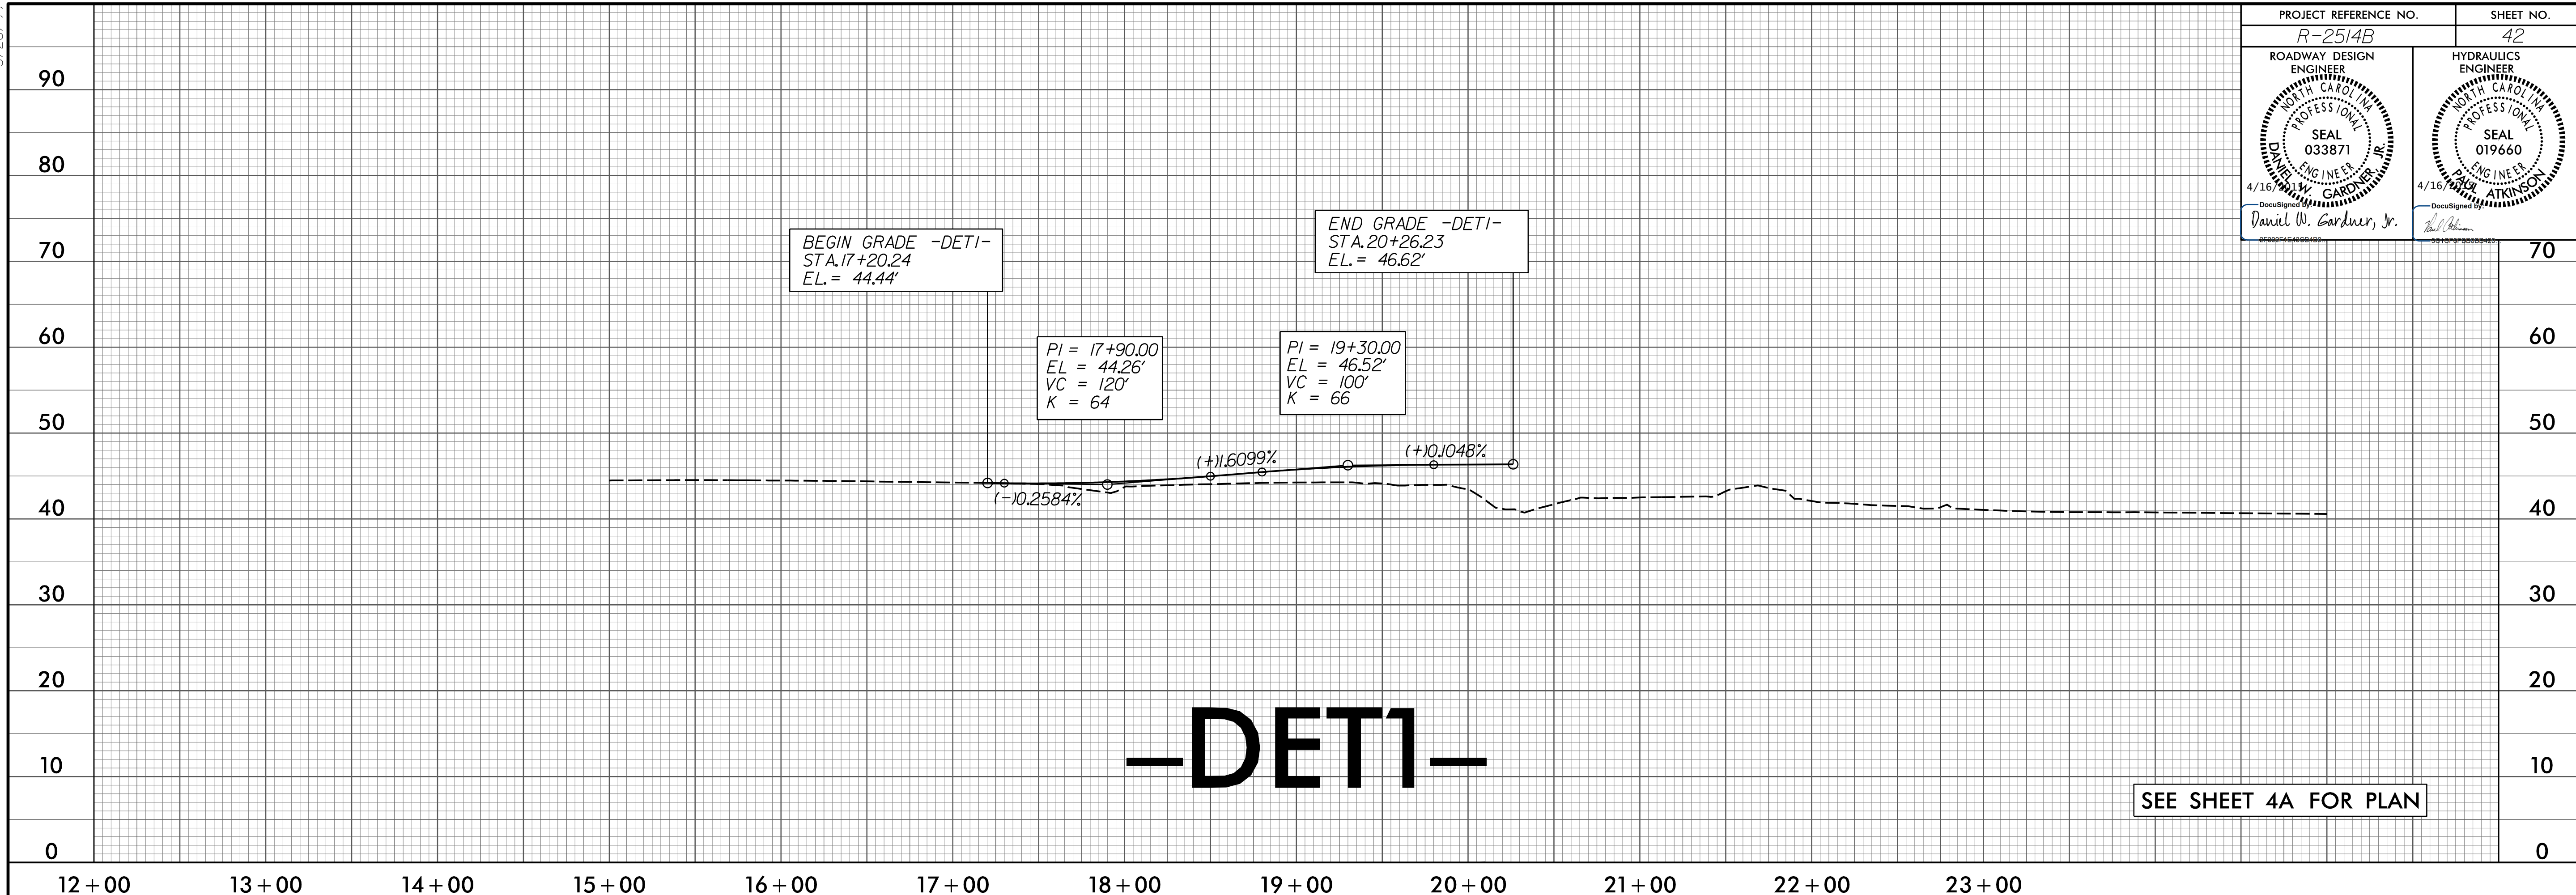 PROJECT REFERENCE NO.
SHEET NO.
R-2514B
42
ROADWAY DESIGN
ENGINEER
HYDRAULICS
ENGINEER
NORTH CAROLINA
PROFESSIONAL
SEAL
033871
ENGINEER
DANIEL W. GARDNER, JR.
NORTH CAROLINA
PROFESSIONAL
SEAL
019660
ENGINEER
PAUL ATKINSON
DocuSigned by:
Daniel W. Gardner, Jr.
DocuSigned by:
90
80
70
60
50
40
30
20
10
0
BEGIN GRADE -DET1-
STA.17+20.24
EL.= 44.44'
END GRADE -DET1-
STA.20+26.23
EL.= 46.62'
PI = 17+90.00
EL = 44.26'
VC = 120'
K = 64
PI = 19+30.00
EL = 46.52'
VC = 100'
K = 66
(-)0.2584%
(+)1.6099%
(+)0.1048%
70
60
50
40
30
20
10
0
-DET1-
SEE SHEET 4A FOR PLAN
12+00 13+00 14+00 15+00 16+00 17+00 18+00 19+00 20+00 21+00 22+00 23+00